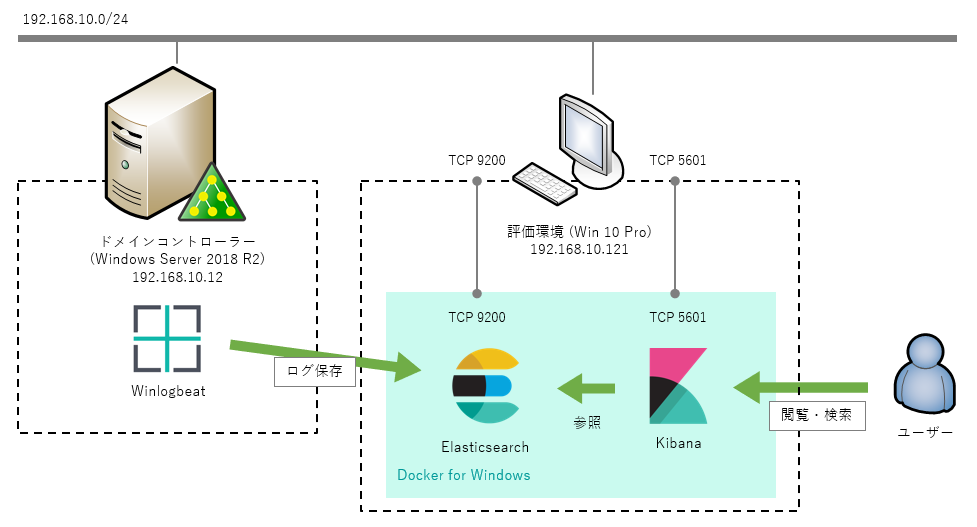 192.168.10.0/24
TCP 9200
TCP 5601
ドメインコントローラー
(Windows Server 2018 R2)
192.168.10.12
評価環境 (Win 10 Pro)
192.168.10.121
TCP 9200
TCP 5601
Winlogbeat
ログ保存
Elasticsearch
参照
Kibana
閲覧・検索
ユーザー
Docker for Windows